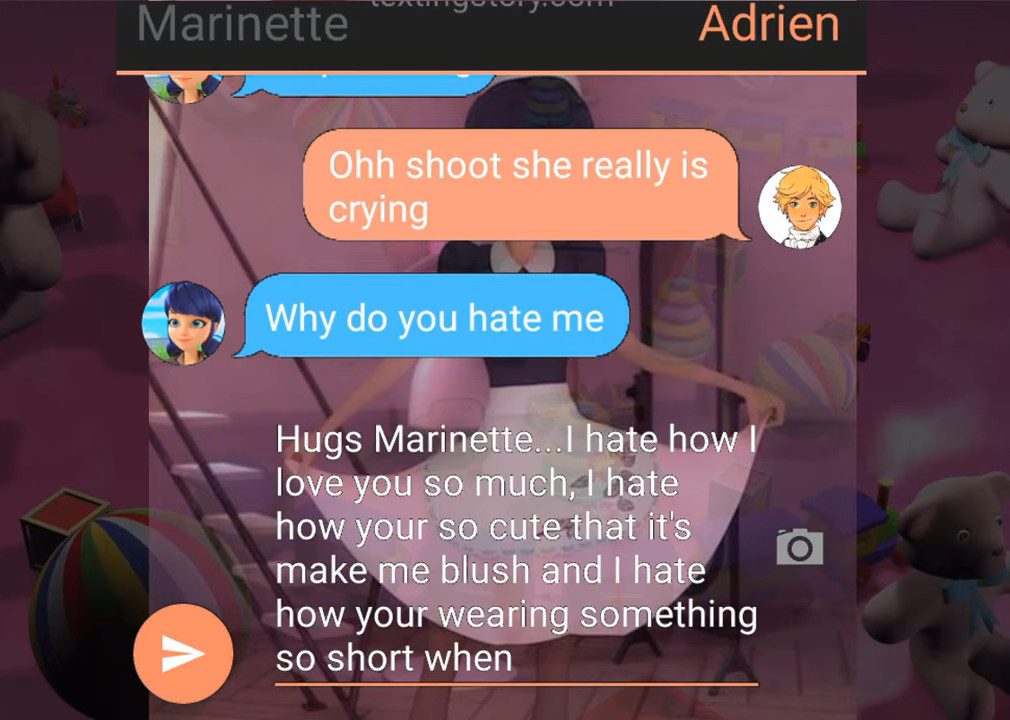 textingstory.com
Marinette
Adrien
Ohh shoot she really is
crying
Why do you hate me
Hugs Marinette...I hate how I
love you so much, I hate
how your so cute that it's
make me blush and I hate
how your wearing something
so short when